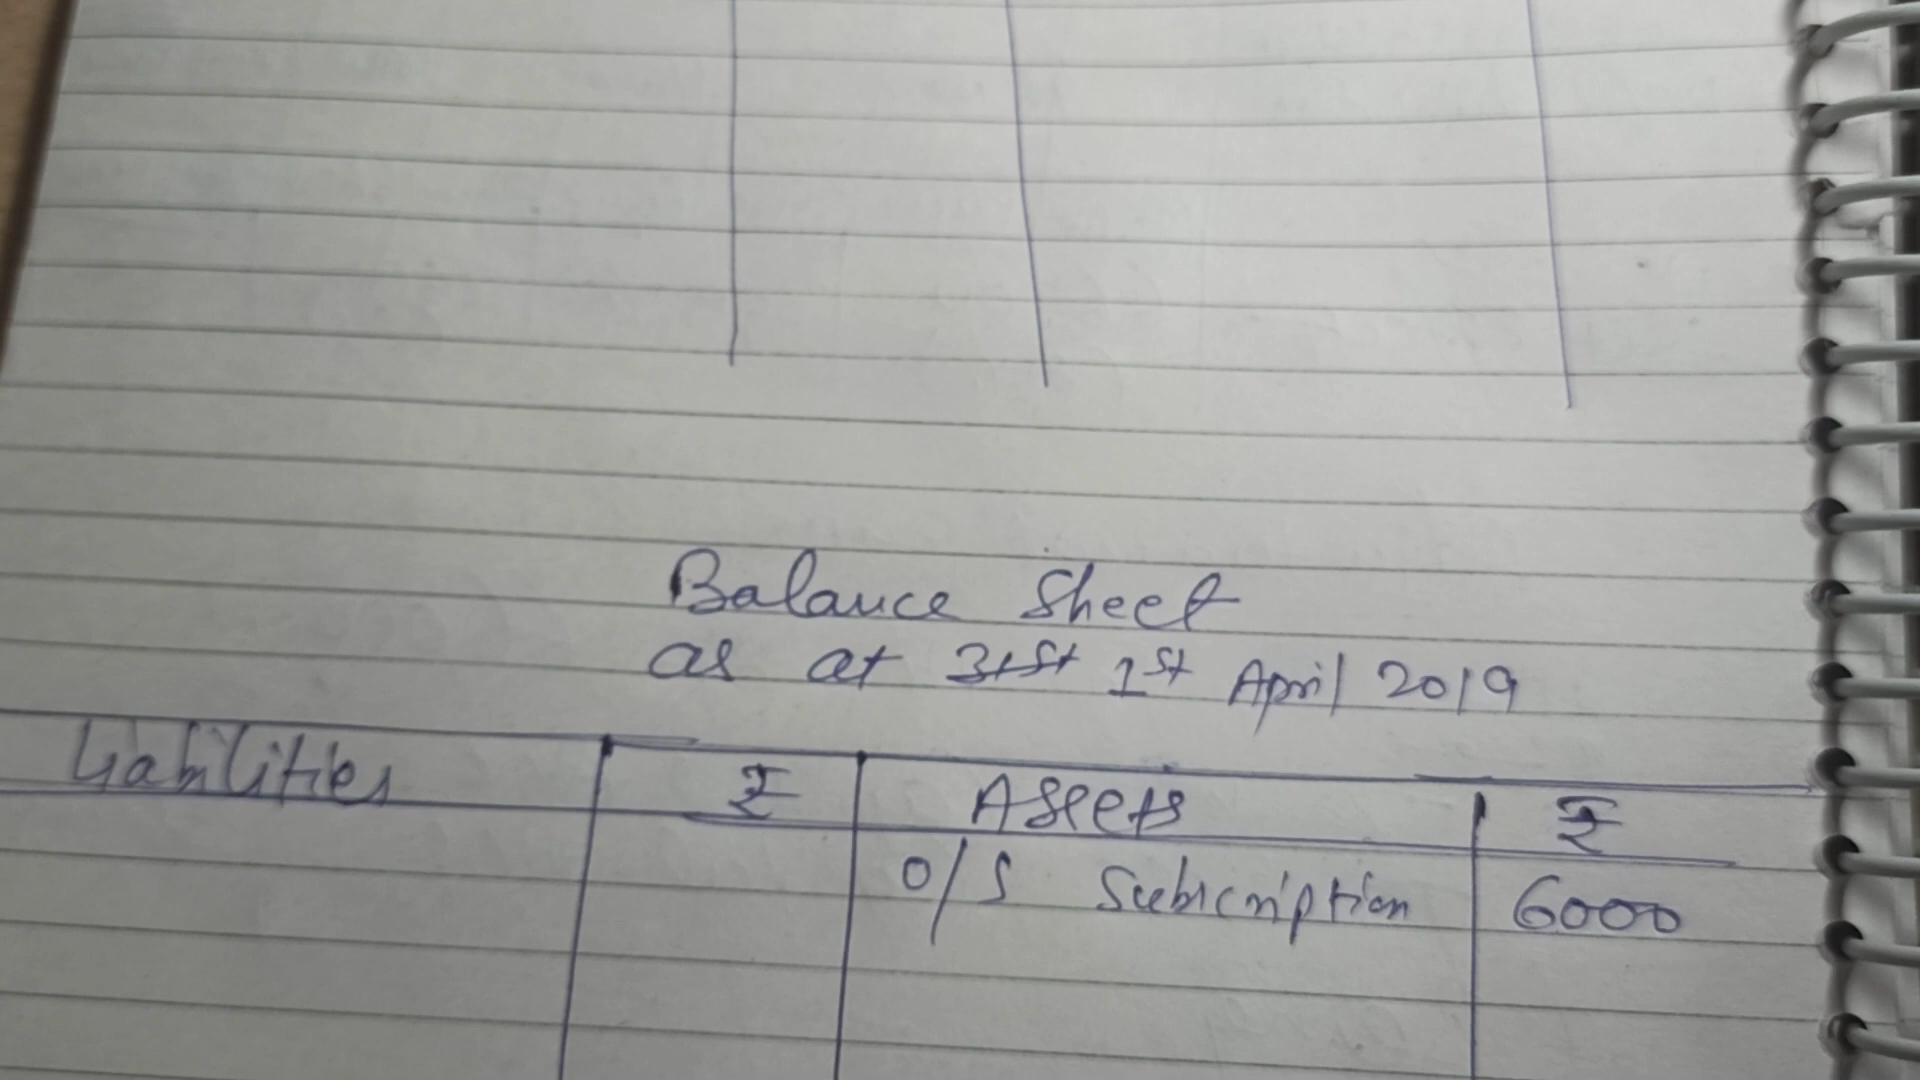 Balance Sheet
as at 31st 1st April 2019
Liabilities ₹ Assets ₹
O/S Subscription 6000